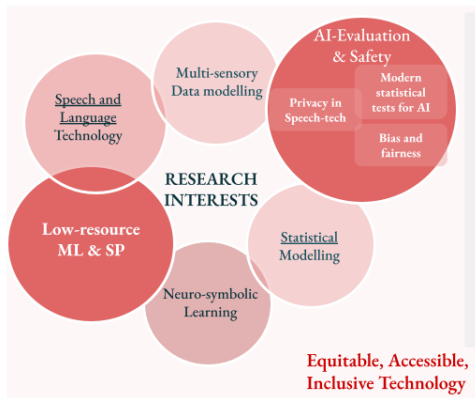 AI-Evaluation
& Safety
Modern
statistical
tests for AI
Privacy in
Speech-tech
Bias and
fairness
Multi-sensory
Data modelling
Speech and
Language
Technology
RESEARCH
INTERESTS
Low-resource
ML & SP
Statistical
Modelling
Neuro-symbolic
Learning
Equitable, Accessible,
Inclusive Technology